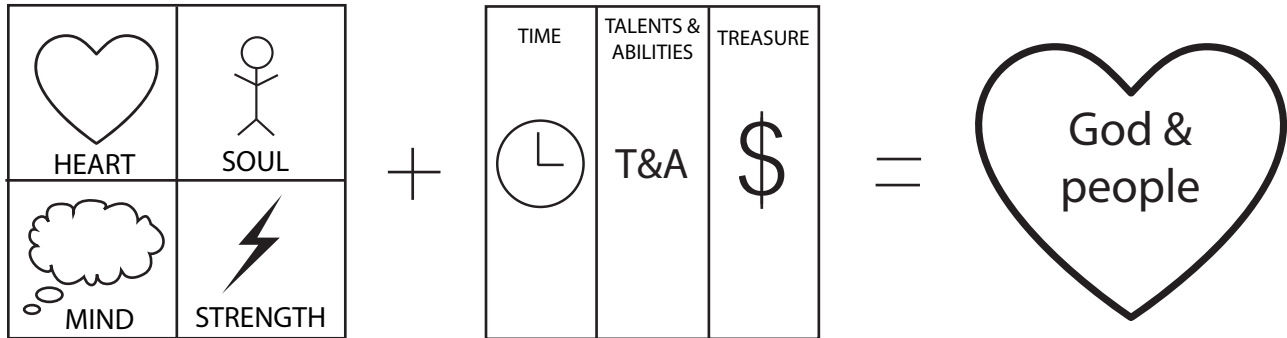 HEART
SOUL
MIND
STRENGTH
+
TIME
TALENTS &
ABILITIES
TREASURE
T&A
$
=
God &
people